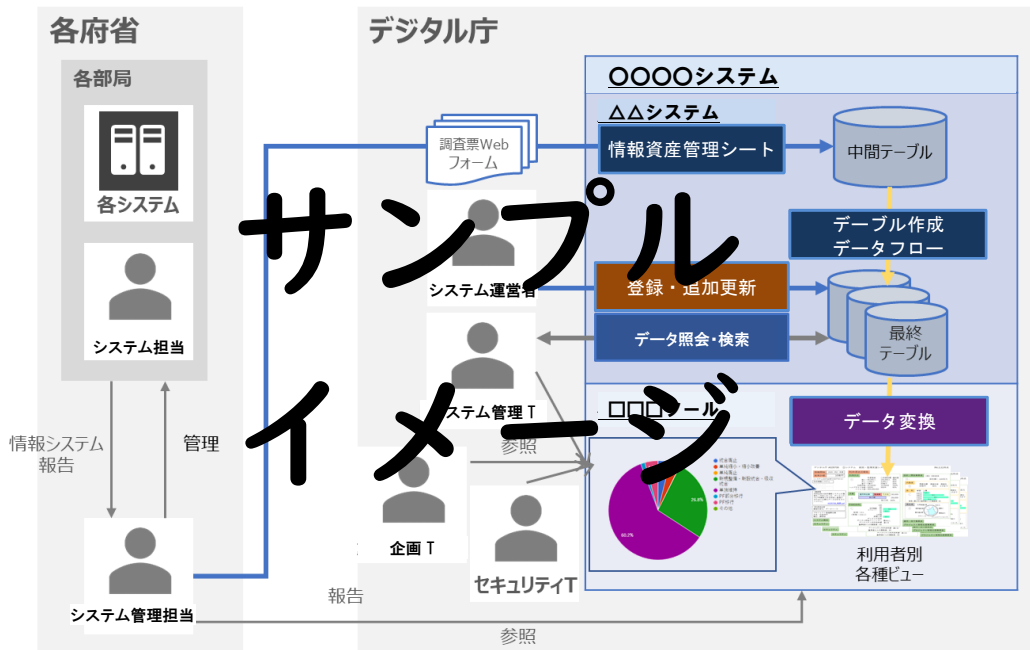 各府省
各部局
各システム
システム担当
情報システム
報告
管理
システム管理担当
デジタル庁
調査票Web
フォーム
システム運営者
システム管理T
参照
企画T
セキュリティT
報告
参照
〇〇〇〇システム
△△システム
情報資産管理シート
中間テーブル
テーブル作成
データフロー
登録・追加更新
データ照会・検索
最終
テーブル
□□□ツール
データ変換
利用者別
各種ビュー
サンプル
イメージ